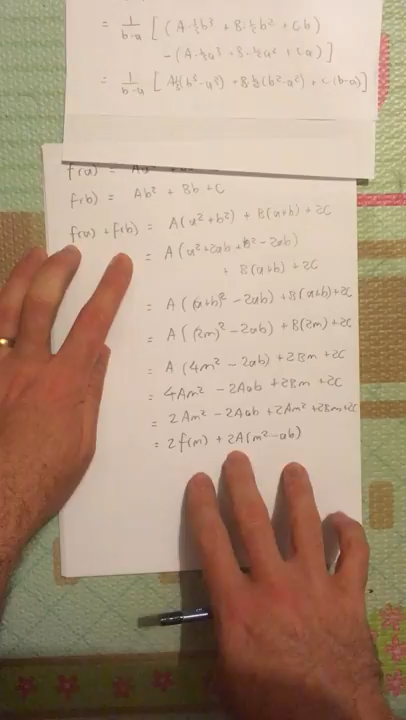 = 1/b-a [ (A·⅓b³ + B·½b² + Cb)
- (A·⅓a³ + B·½a² + Ca) ]
= 1/b-a [ A⅓(b³-a³) + B½(b²-a²) + C(b-a) ]
f(a) =
f(b) = Ab² + Bb + C
f(a) + f(b) = A(a²+b²) + B(a+b) + 2C
= A(a²+2ab+b²-2ab)
+ B(a+b) + 2C
= A((a+b)² - 2ab) + B(a+b) + 2C
= A((2m)² - 2ab) + B(2m) + 2C
= A(4m² - 2ab) + 2Bm + 2C
= 4Am² - 2Aab + 2Bm + 2C
= 2Am² - 2Aab + 2Am² + 2Bm + 2C
= 2f(m) + 2A(m²-ab)